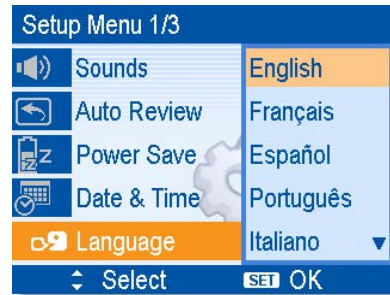 Setup Menu 1/3
Sounds English
Auto Review Français
Power Save Español
Date & Time Português
Language Italiano
Select SET OK